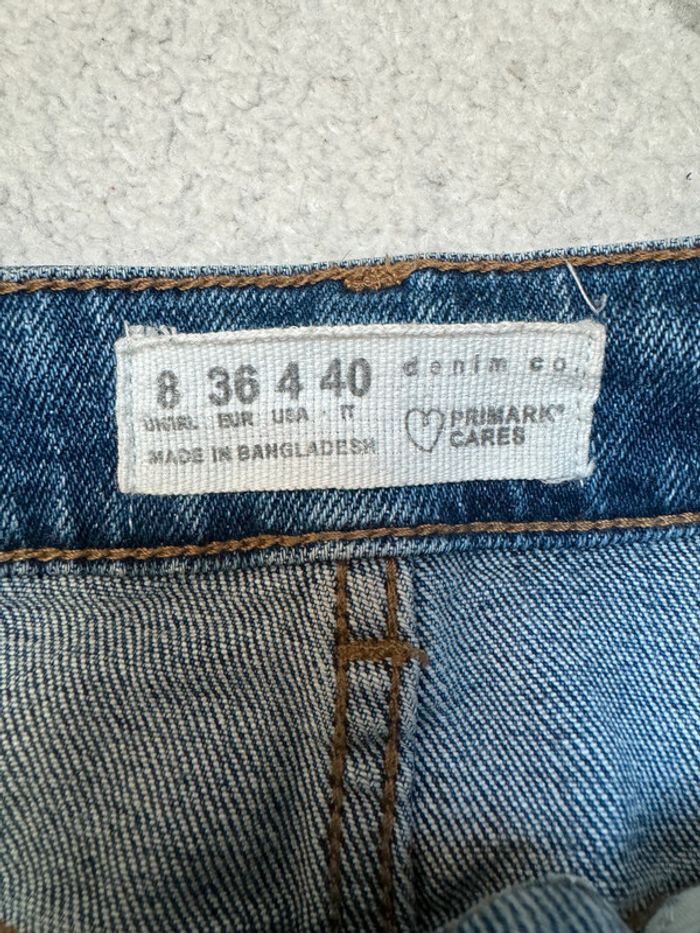 8 36 4 40
UK/IRL EUR USA IT
MADE IN BANGLADESH
denim co.
PRIMARK®
CARES